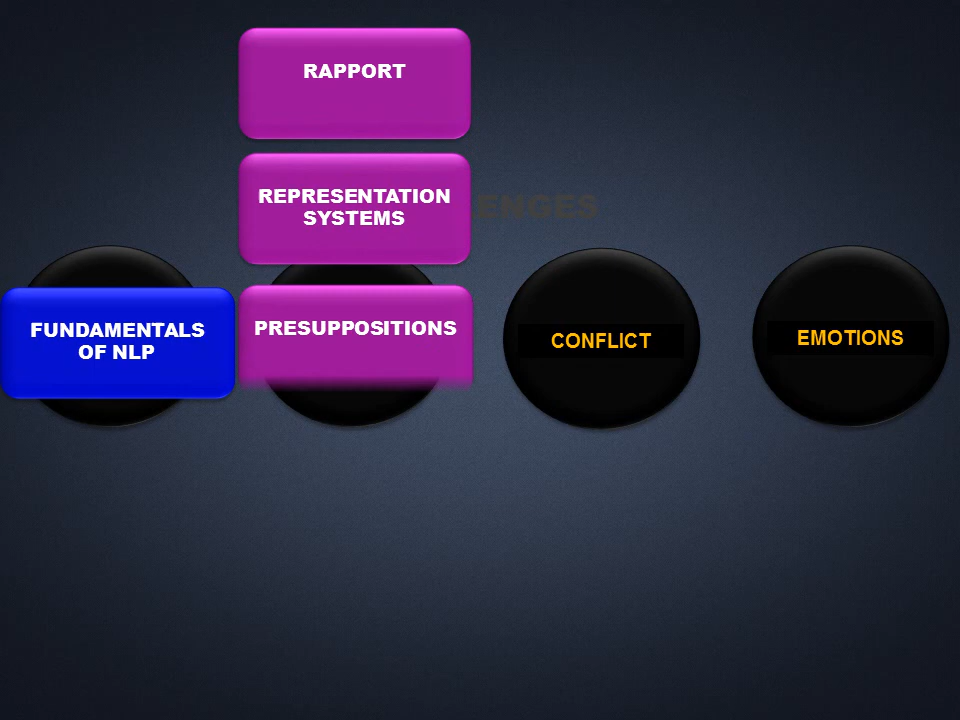 RAPPORT
REPRESENTATION
SYSTEMS
FUNDAMENTALS
OF NLP
PRESUPPOSITIONS
CONFLICT
EMOTIONS